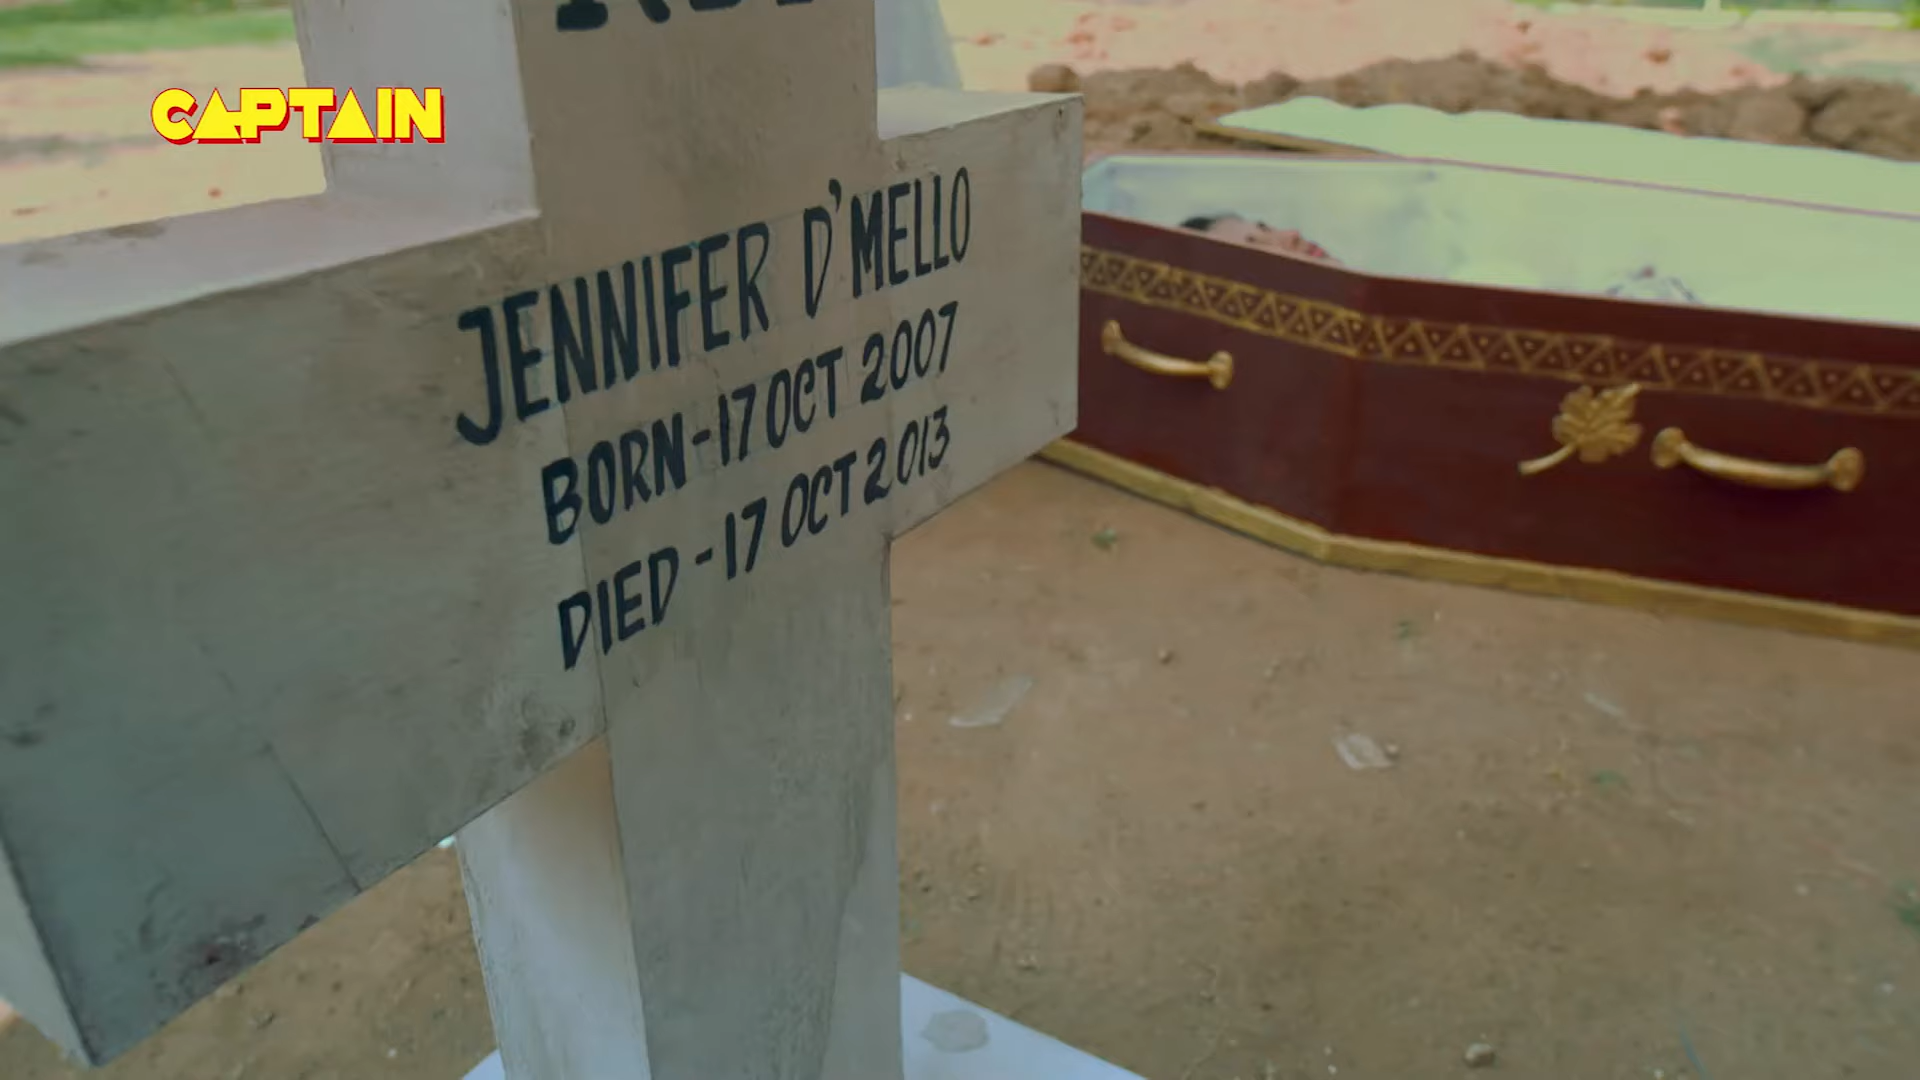 CAPTAIN
JENNIFER D'MELLO
BORN-17 OCT 2007
DIED-17 OCT 2013